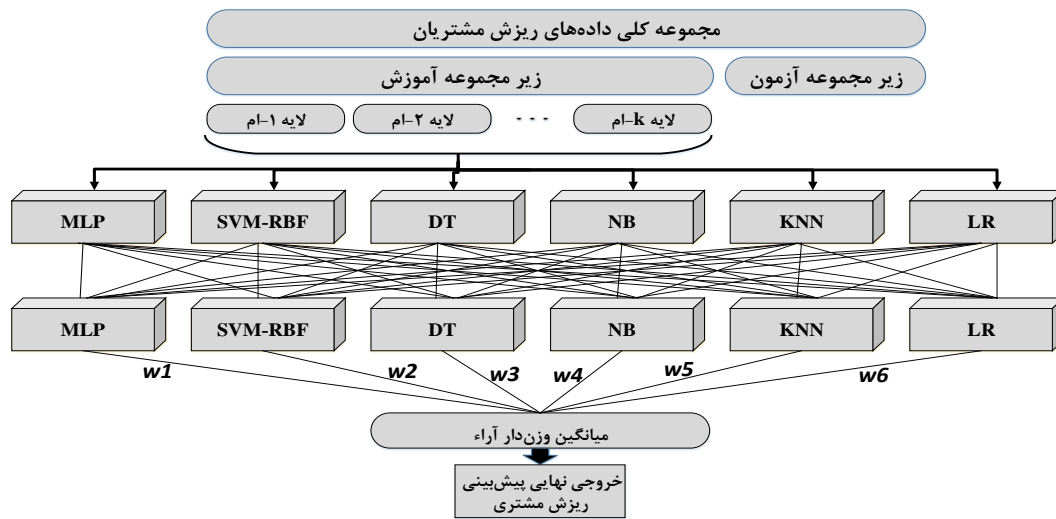 مجموعه کلی داده‌های ریزش مشتریان
زیر مجموعه آموزش
زیر مجموعه آزمون
لایه ۱-ام
لایه ۲-ام
- - -
لایه k-ام
MLP
SVM-RBF
DT
NB
KNN
LR
MLP
SVM-RBF
DT
NB
KNN
LR
w1
w2
w3
w4
w5
w6
میانگین وزن‌دار آراء
خروجی نهایی پیش‌بینی
ریزش مشتری